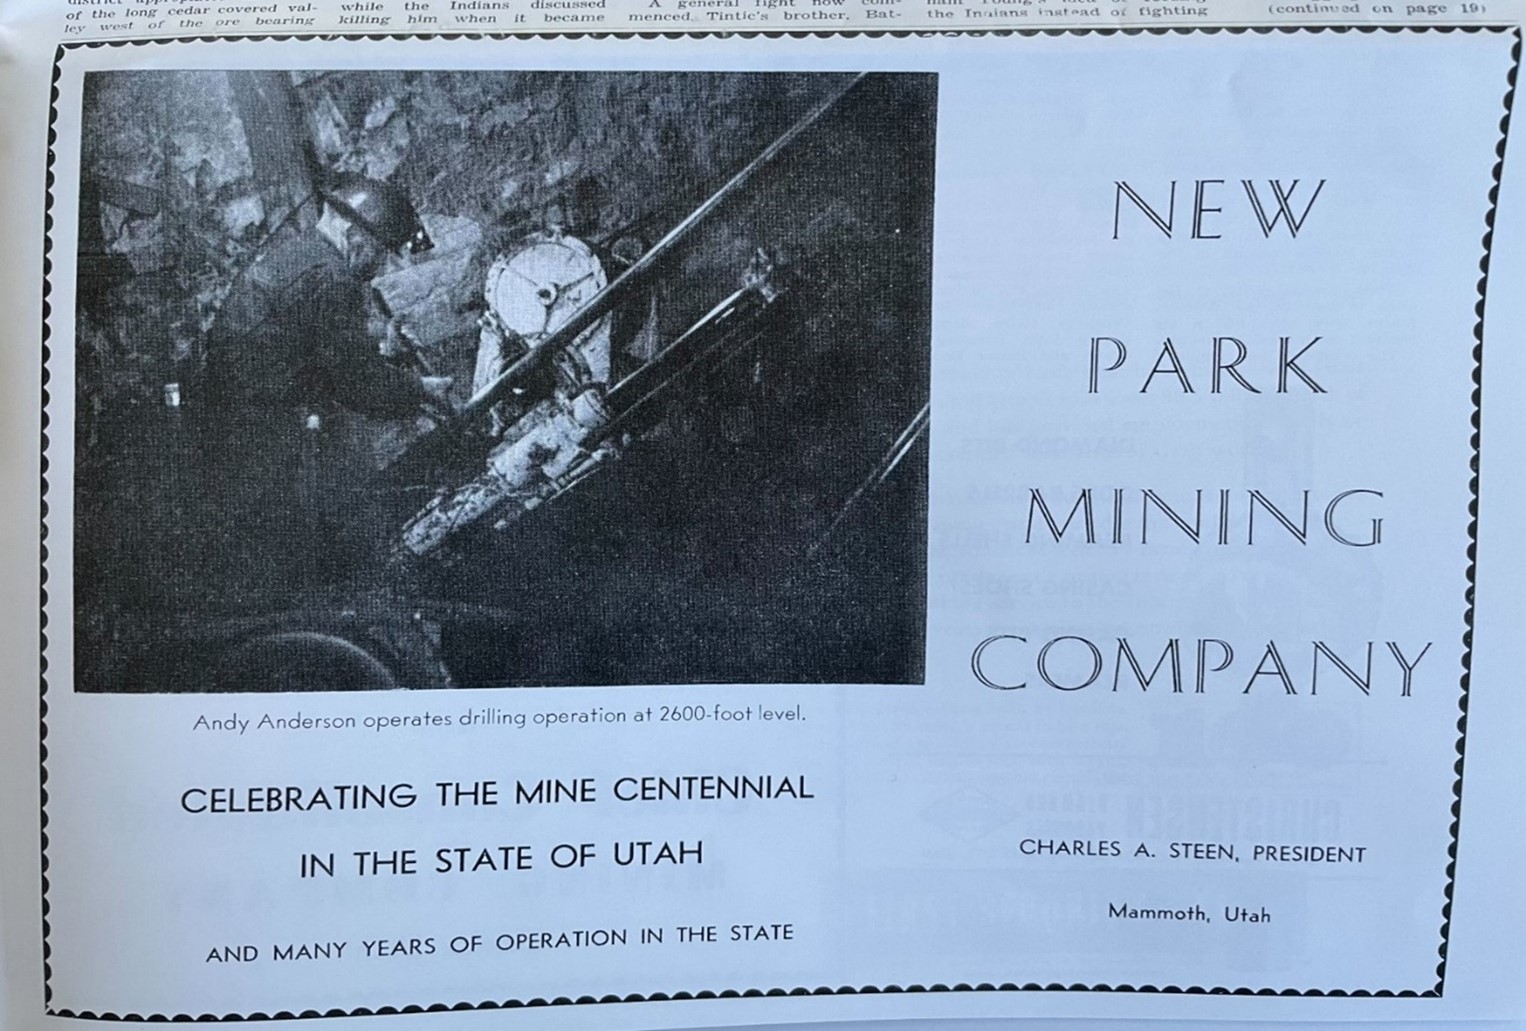 of the long cedar covered val-
ley west of the ore bearing
while the Indians discussed
killing him when it became
A general fight now com-
menced. Tintic's brother, Bat-
the Indians instead of fighting
(continued on page 19)
Andy Anderson operates drilling operation at 2600-foot level.
CELEBRATING THE MINE CENTENNIAL
IN THE STATE OF UTAH
AND MANY YEARS OF OPERATION IN THE STATE
NEW
PARK
MINING
COMPANY
CHARLES A. STEEN, PRESIDENT
Mammoth, Utah